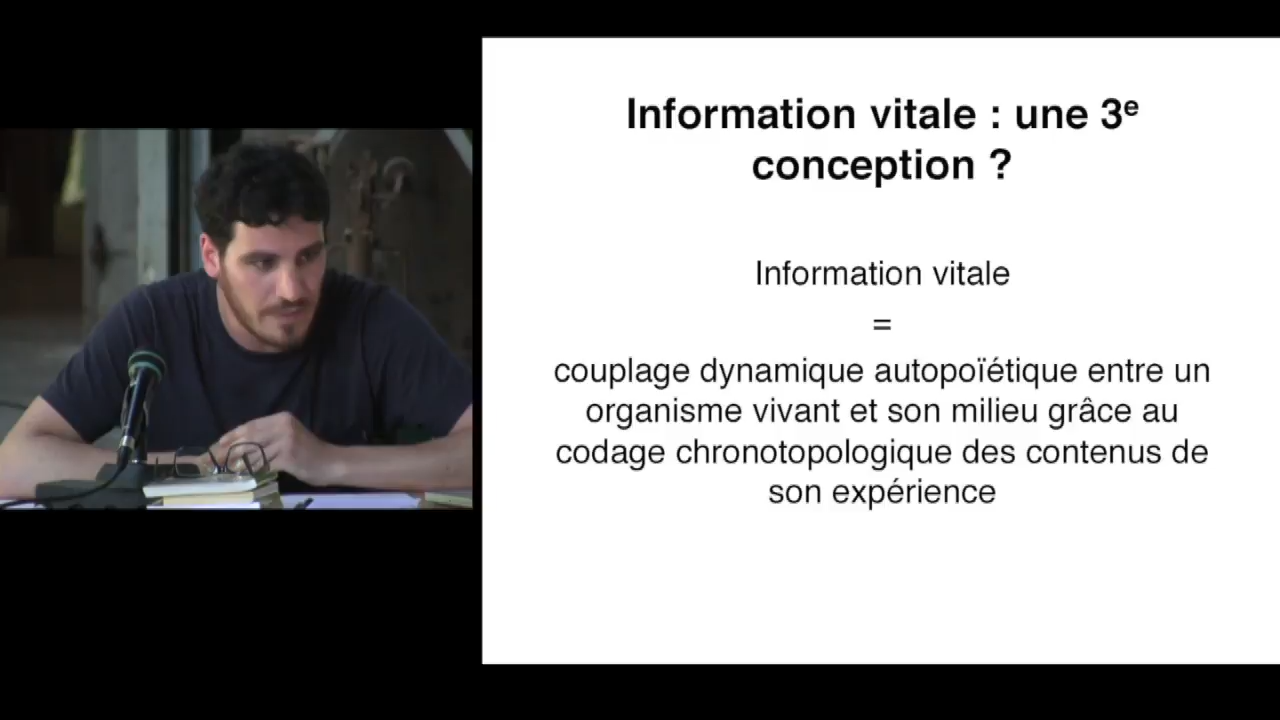 Information vitale : une 3ᵉ
conception ?
Information vitale
=
couplage dynamique autopoïétique entre un
organisme vivant et son milieu grâce au
codage chronotopologique des contenus de
son expérience